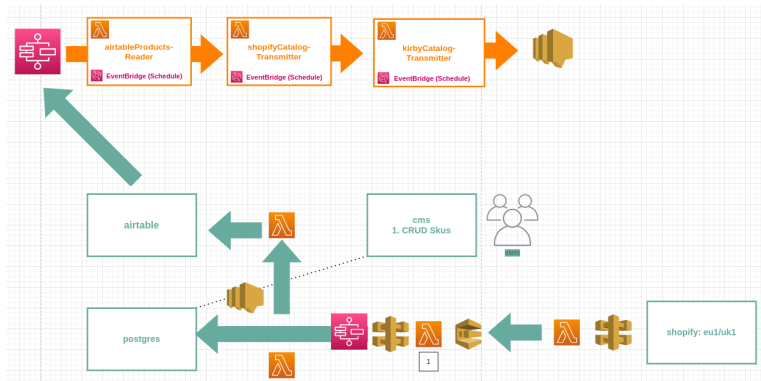 airtableProducts-
Reader
EventBridge (Schedule)
shopifyCatalog-
Transmitter
EventBridge (Schedule)
kirbyCatalog-
Transmitter
EventBridge (Schedule)
airtable
cms
1. CRUD Skus
postgres
1
shopify: eu1/uk1